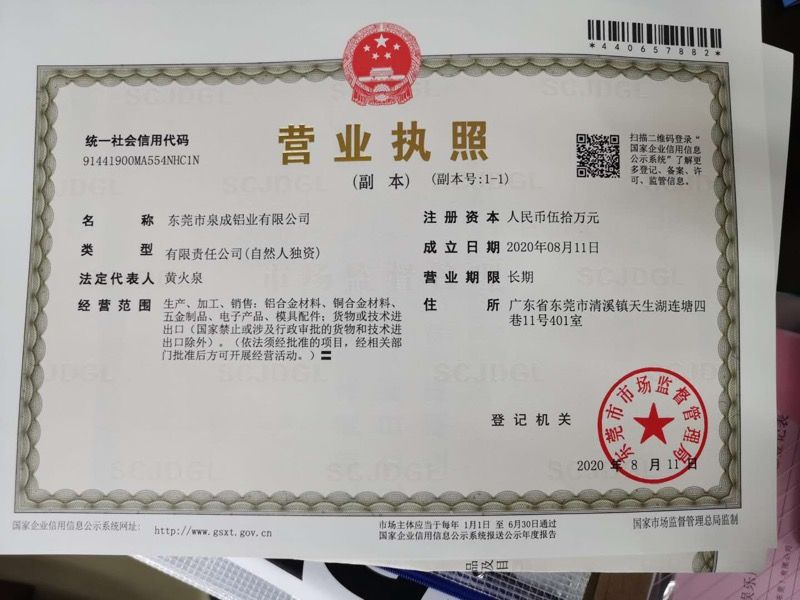 *440657882*
统一社会信用代码
91441900MA554NHC1N
营业执照
(副 本) (副本号:1-1)
扫描二维码登录“
国家企业信用信息
公示系统”了解更
多登记、备案、许
可、监管信息。
名 称 东莞市泉成铝业有限公司
类 型 有限责任公司(自然人独资)
法定代表人 黄火泉
经营范围 生产、加工、销售：铝合金材料、铜合金材料、
五金制品、电子产品、模具配件；货物或技术进
出口（国家禁止或涉及行政审批的货物和技术进
出口除外）。（依法须经批准的项目，经相关部
门批准后方可开展经营活动。）
注册资本 人民币伍拾万元
成立日期 2020年08月11日
营业期限 长期
住 所 广东省东莞市清溪镇天生湖连塘四
巷11号401室
登记机关
东莞市市场监督管理局
2020 年 8 月 11 日
国家企业信用信息公示系统网址: http://www.gsxt.gov.cn
市场主体应当于每年 1月1日 至 6月30日通过
国家企业信用信息公示系统报送公示年度报告
国家市场监督管理总局监制
SCJDGL
市场监督